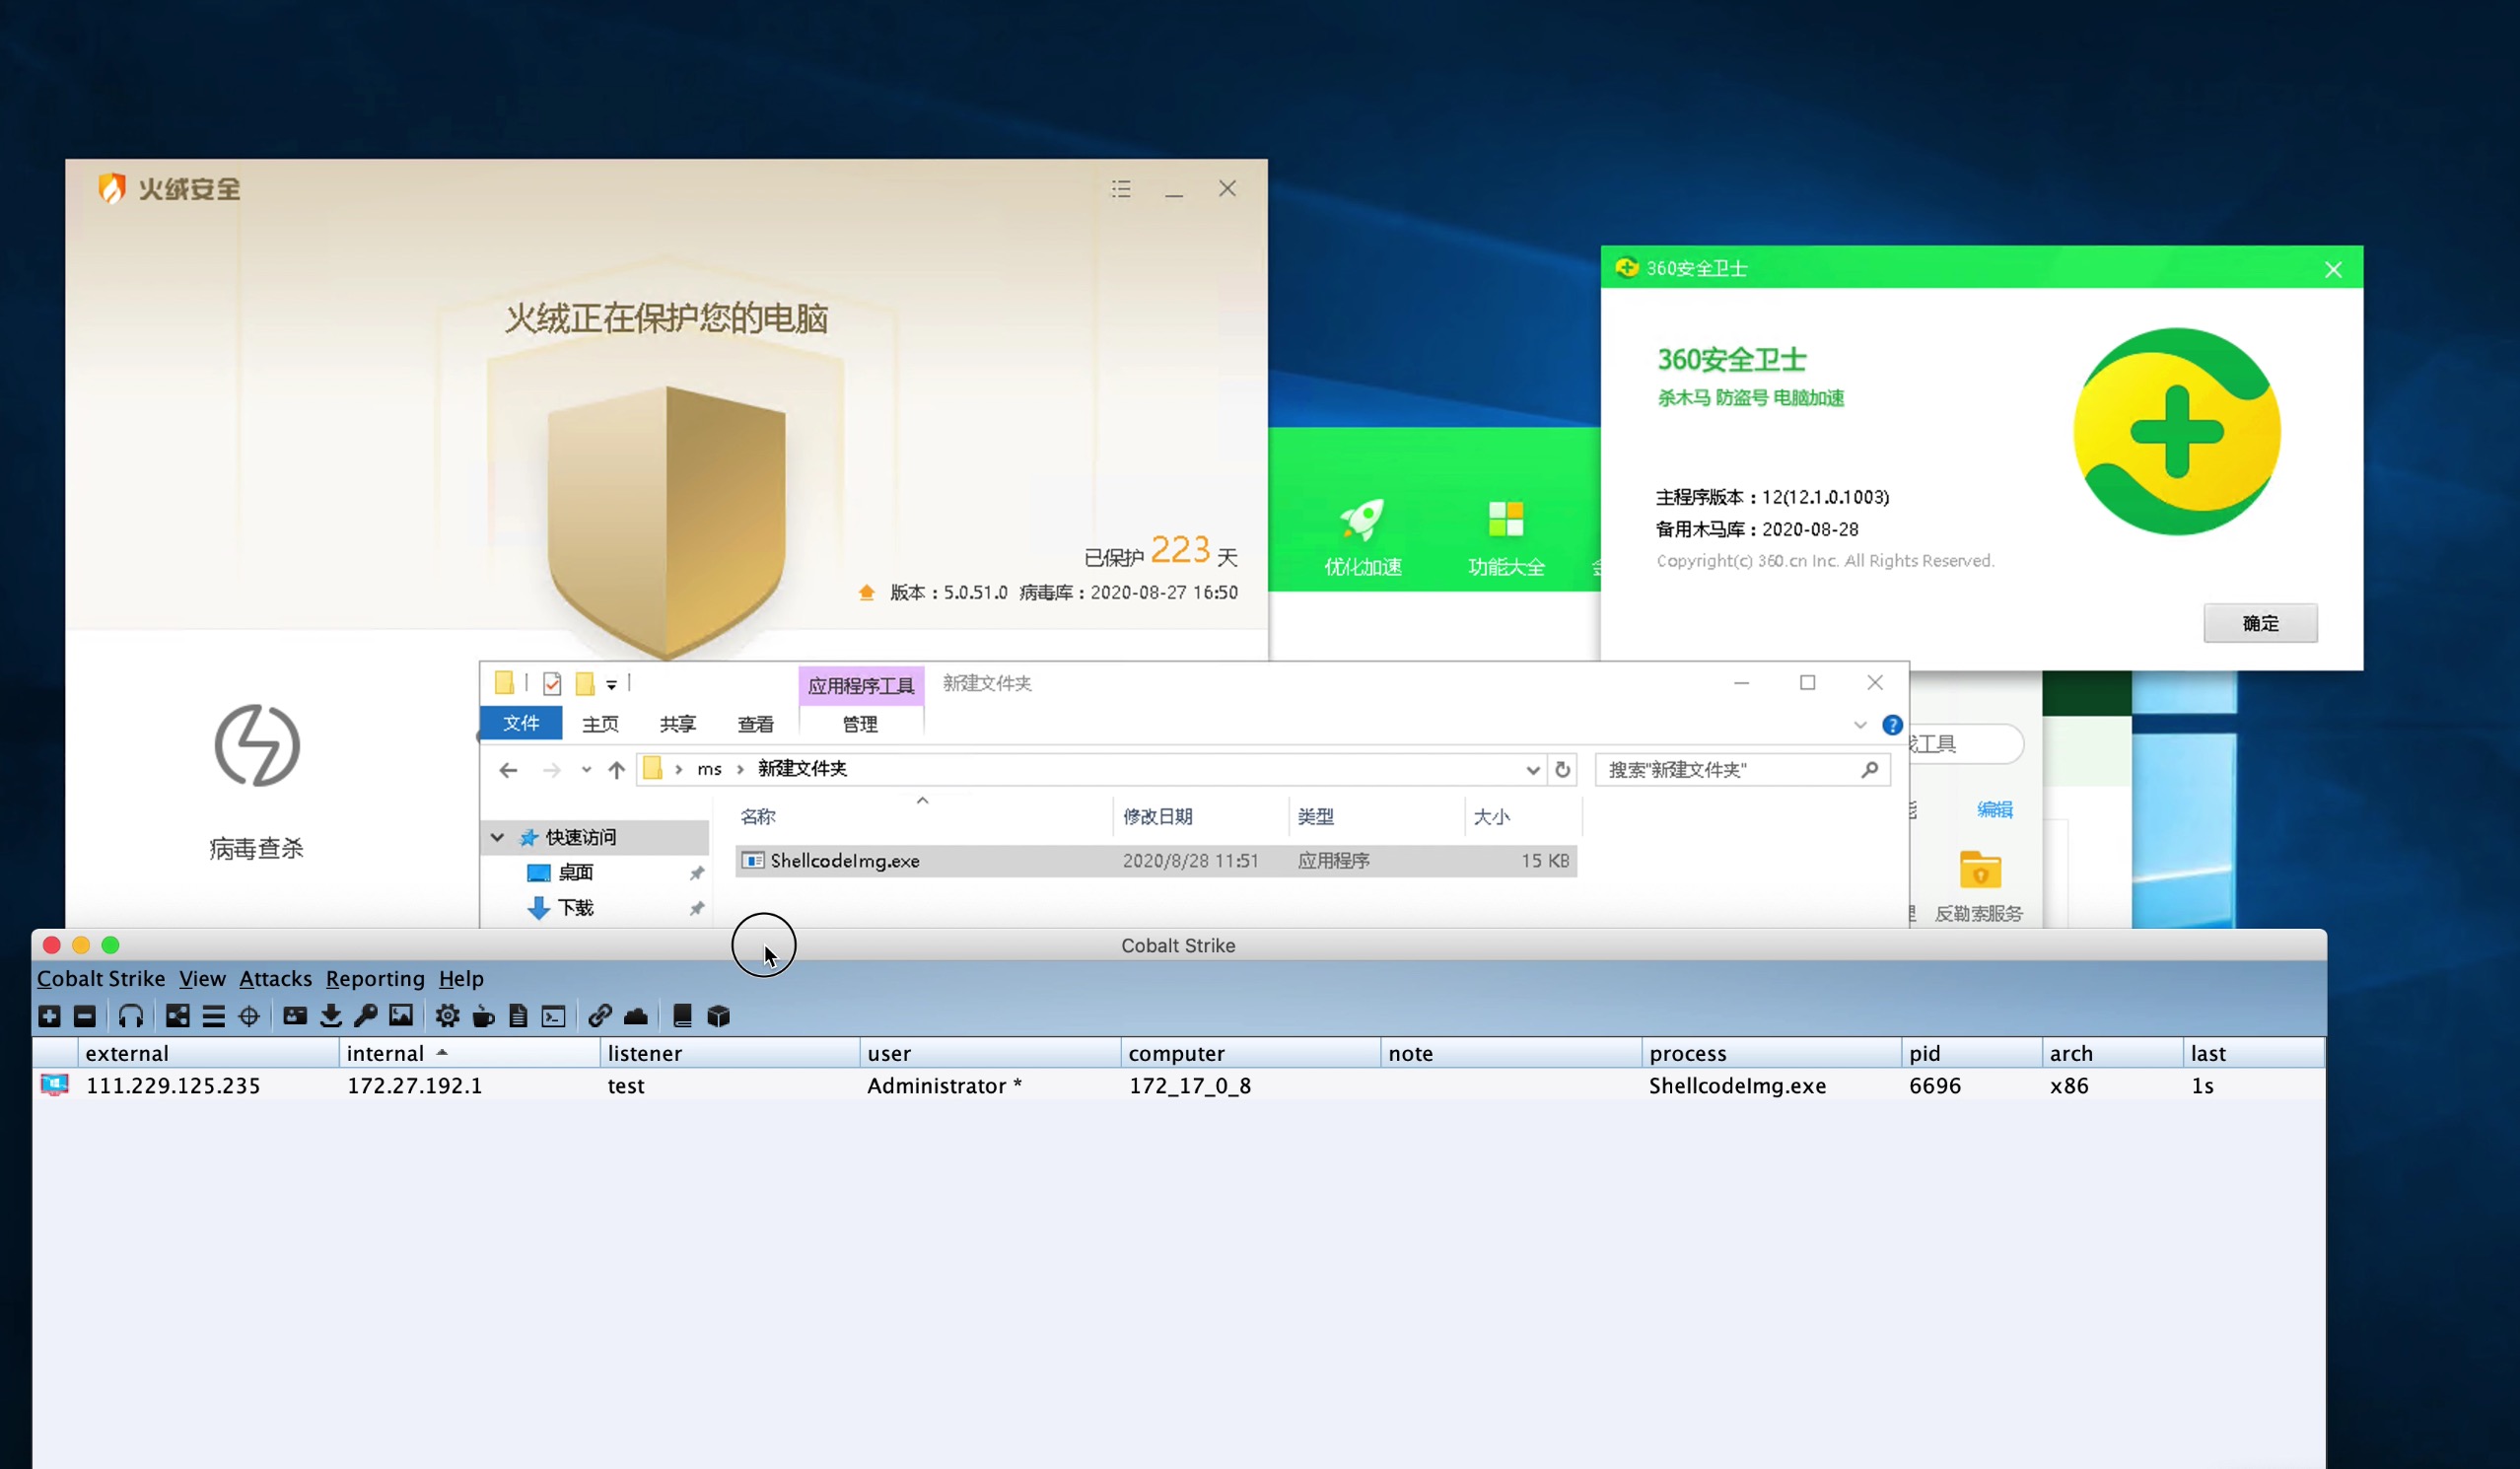 火绒安全
火绒正在保护您的电脑
已保护 223 天
版本：5.0.51.0 病毒库：2020-08-27 16:50
病毒查杀
优化加速
功能大全
360安全卫士
360安全卫士
杀木马 防盗号 电脑加速
主程序版本：12(12.1.0.1003)
备用木马库：2020-08-28
Copyright(c) 360.cn Inc. All Rights Reserved.
确定
应用程序工具 新建文件夹
文件 主页 共享 查看 管理
ms 新建文件夹
搜索"新建文件夹"
名称 修改日期 类型 大小
快速访问
ShellcodeImg.exe 2020/8/28 11:51 应用程序 15 KB
桌面
下载
工具
编辑
反勒索服务
Cobalt Strike
Cobalt Strike View Attacks Reporting Help
external internal listener user computer note process pid arch last
111.229.125.235 172.27.192.1 test Administrator * 172_17_0_8 ShellcodeImg.exe 6696 x86 1s